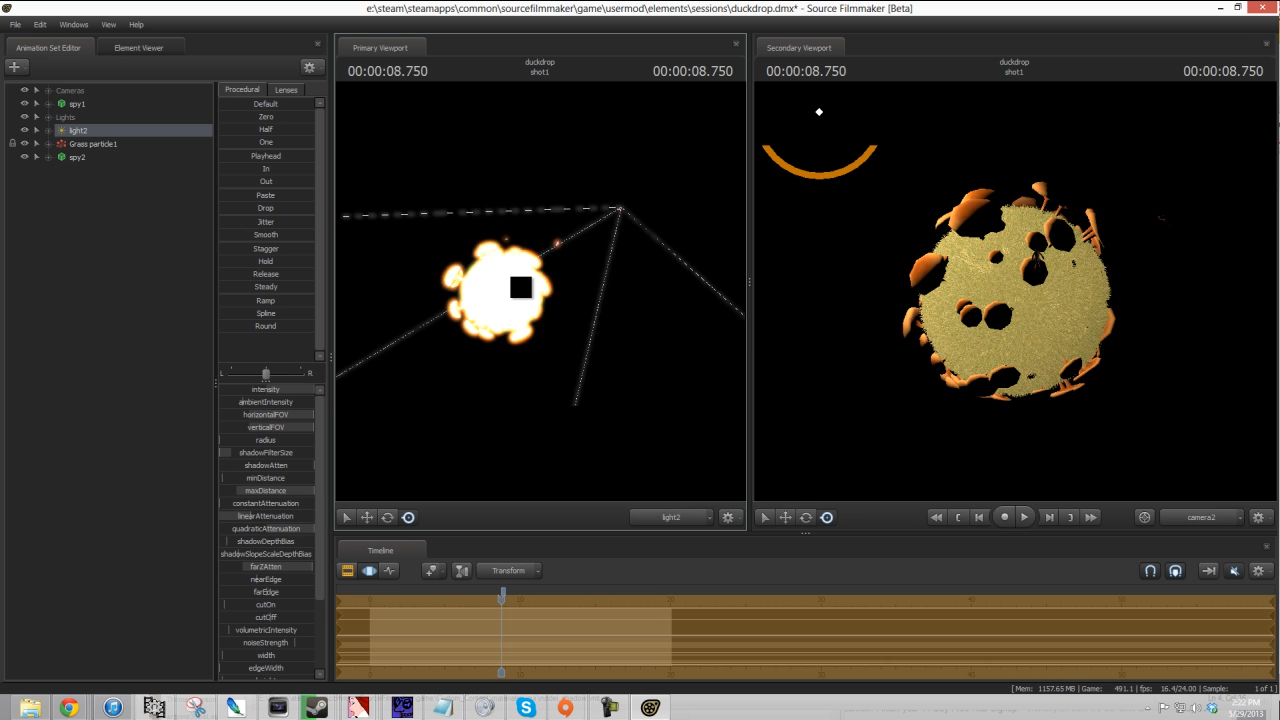 e:\steam\steamapps\common\sourcefilmmaker\game\usermod\elements\sessions\duckdrop.dmx* - Source Filmmaker [Beta]
File Edit Windows View Help
Animation Set Editor Element Viewer
Cameras
spy1
Lights
light2
Grass particle1
spy2
Procedural Lenses
Default
Zero
Half
One
Playhead
In
Out
Paste
Drop
Jitter
Smooth
Stagger
Hold
Release
Steady
Ramp
Spline
Round
L R
intensity
ambientIntensity
horizontalFOV
verticalFOV
radius
shadowFilterSize
shadowAtten
minDistance
maxDistance
constantAttenuation
linearAttenuation
quadraticAttenuation
shadowDepthBias
shadowSlopeScaleDepthBias
farZAtten
nearEdge
farEdge
cutOn
cutOff
volumetricIntensity
noiseStrength
width
edgeWidth
Primary Viewport
duckdrop
00:00:08.750 shot1 00:00:08.750
light2
Secondary Viewport
duckdrop
00:00:08.750 shot1 00:00:08.750
camera2
Timeline
Transform
10 20 30 40 50
[ Mem: 1157.65 MB | Game: 491.1 | fps: 16.4/24.00 | Sample: 1 of 1 ]
2:22 PM
5/29/2013